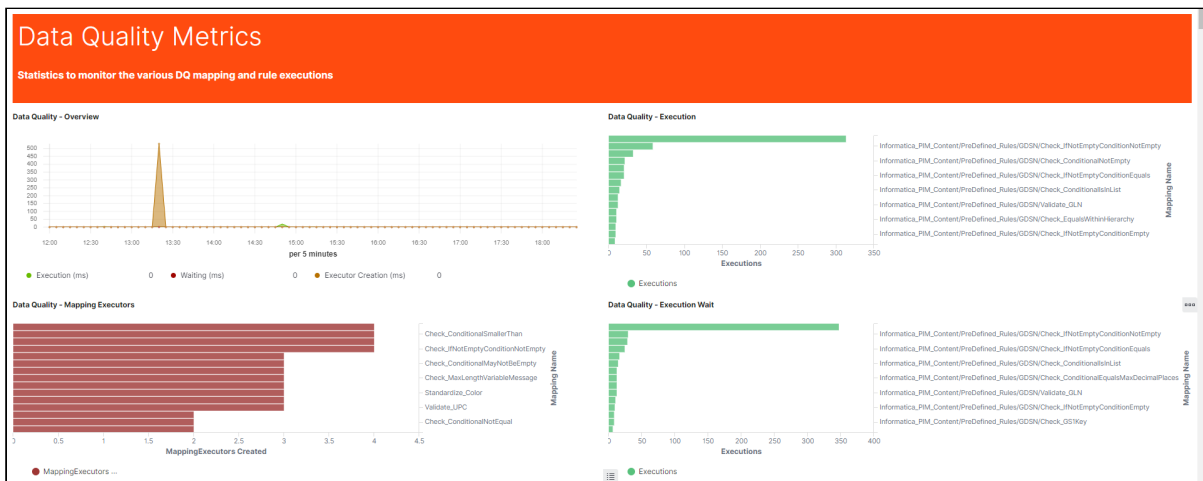 Data Quality Metrics
Statistics to monitor the various DQ mapping and rule executions
Data Quality - Overview
500
450
400
350
300
250
200
150
100
50
0
12:00 12:30 13:00 13:30 14:00 14:30 15:00 15:30 16:00 16:30 17:00 17:30 18:00
per 5 minutes
Execution (ms) 0 Waiting (ms) 0 Executor Creation (ms) 0
Data Quality - Execution
Informatica_PIM_Content/PreDefined_Rules/GDSN/Check_IfNotEmptyConditionNotEmpty
Informatica_PIM_Content/PreDefined_Rules/GDSN/Check_ConditionalNotEmpty
Informatica_PIM_Content/PreDefined_Rules/GDSN/Check_IfNotEmptyConditionEquals
Informatica_PIM_Content/PreDefined_Rules/GDSN/Check_ConditionalIsInList
Informatica_PIM_Content/PreDefined_Rules/GDSN/Validate_GLN
Informatica_PIM_Content/PreDefined_Rules/GDSN/Check_EqualsWithinHierarchy
Informatica_PIM_Content/PreDefined_Rules/GDSN/Check_IfNotEmptyConditionEmpty
Mapping Name
0 50 100 150 200 250 300 350
Executions
Executions
Data Quality - Mapping Executors
Check_ConditionalSmallerThan
Check_IfNotEmptyConditionNotEmpty
Check_ConditionalMayNotBeEmpty
Check_MaxLengthVariableMessage
Standardize_Color
Validate_UPC
Check_ConditionalNotEqual
Mapping Name
0 0.5 1 1.5 2 2.5 3 3.5 4 4.5
MappingExecutors Created
MappingExecutors ...
Data Quality - Execution Wait
Informatica_PIM_Content/PreDefined_Rules/GDSN/Check_IfNotEmptyConditionNotEmpty
Informatica_PIM_Content/PreDefined_Rules/GDSN/Check_IfNotEmptyConditionEquals
Informatica_PIM_Content/PreDefined_Rules/GDSN/Check_ConditionalIsInList
Informatica_PIM_Content/PreDefined_Rules/GDSN/Check_ConditionalEqualsMaxDecimalPlaces
Informatica_PIM_Content/PreDefined_Rules/GDSN/Validate_GLN
Informatica_PIM_Content/PreDefined_Rules/GDSN/Check_IfNotEmptyConditionEmpty
Informatica_PIM_Content/PreDefined_Rules/GDSN/Check_GS1Key
Mapping Name
0 50 100 150 200 250 300 350 400
Executions
Executions